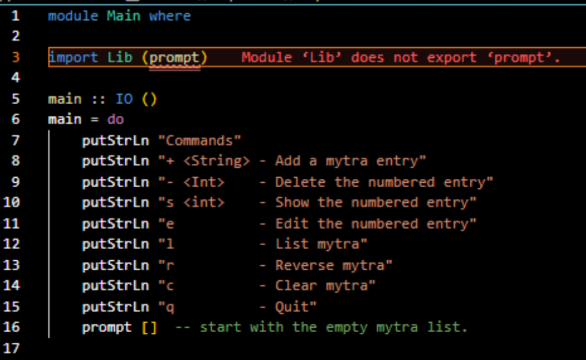 1 module Main where
2
3 import Lib (prompt) Module ‘Lib’ does not export ‘prompt’.
4
5 main :: IO ()
6 main = do
7 putStrLn "Commands"
8 putStrLn "+ <String> - Add a mytra entry"
9 putStrLn "- <Int>    - Delete the numbered entry"
10 putStrLn "s <int>    - Show the numbered entry"
11 putStrLn "e          - Edit the numbered entry"
12 putStrLn "l          - List mytra"
13 putStrLn "r          - Reverse mytra"
14 putStrLn "c          - Clear mytra"
15 putStrLn "q          - Quit"
16 prompt [] -- start with the empty mytra list.
17